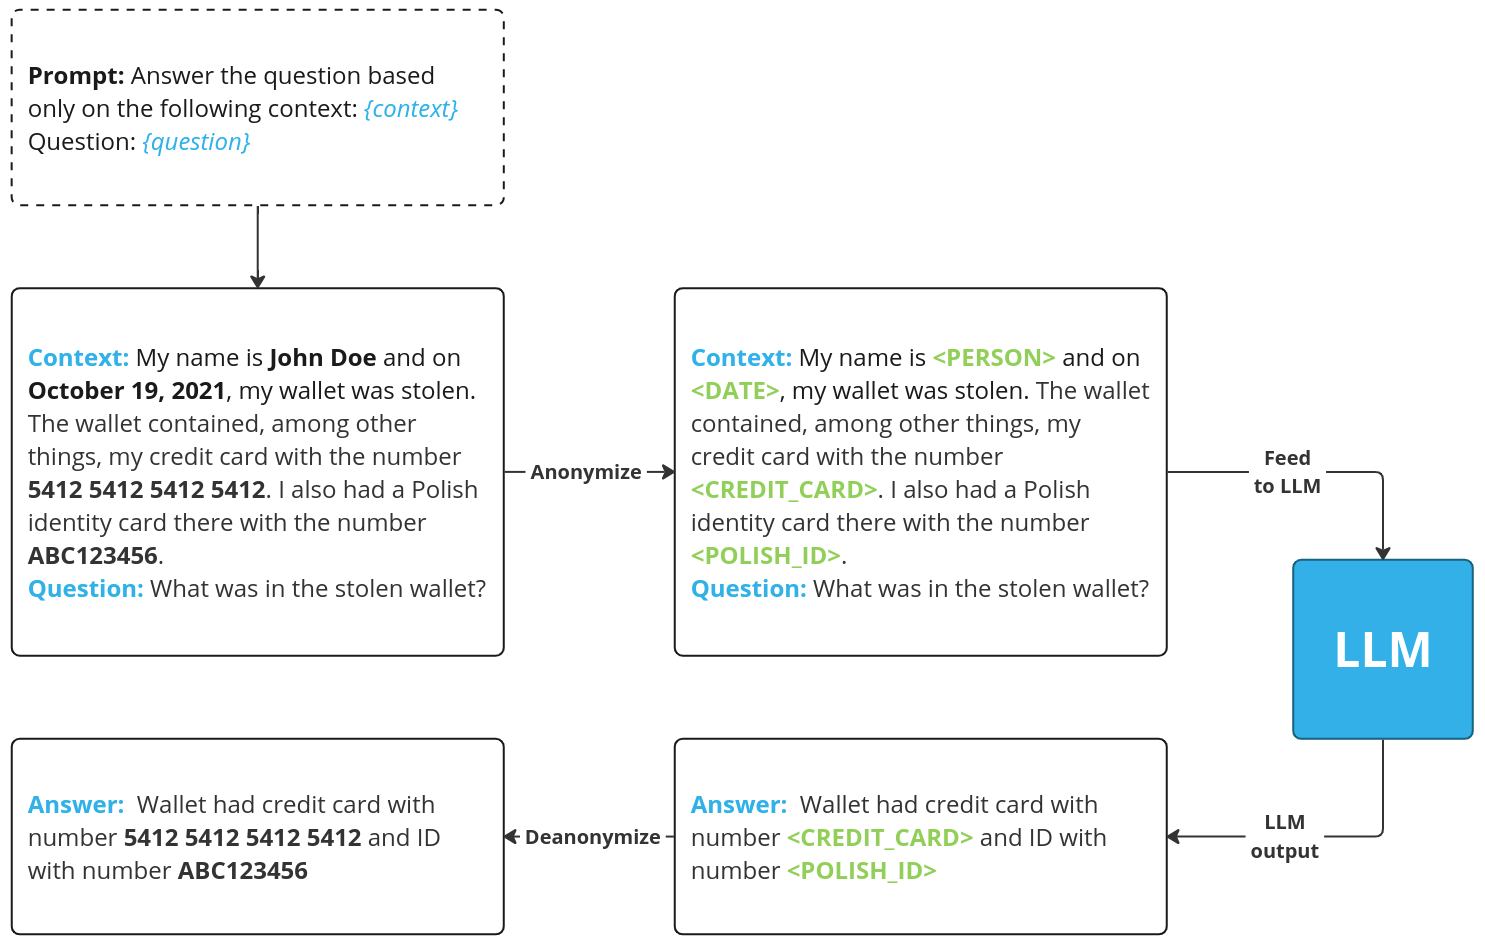 Prompt: Answer the question based
only on the following context: {context}
Question: {question}
Context: My name is John Doe and on
October 19, 2021, my wallet was stolen.
The wallet contained, among other
things, my credit card with the number
5412 5412 5412 5412. I also had a Polish
identity card there with the number
ABC123456.
Question: What was in the stolen wallet?
Anonymize
Context: My name is <PERSON> and on
<DATE>, my wallet was stolen. The wallet
contained, among other things, my
credit card with the number
<CREDIT_CARD>. I also had a Polish
identity card there with the number
<POLISH_ID>.
Question: What was in the stolen wallet?
Feed
to LLM
LLM
LLM
output
Answer: Wallet had credit card with
number <CREDIT_CARD> and ID with
number <POLISH_ID>
Deanonymize
Answer: Wallet had credit card with
number 5412 5412 5412 5412 and ID
with number ABC123456